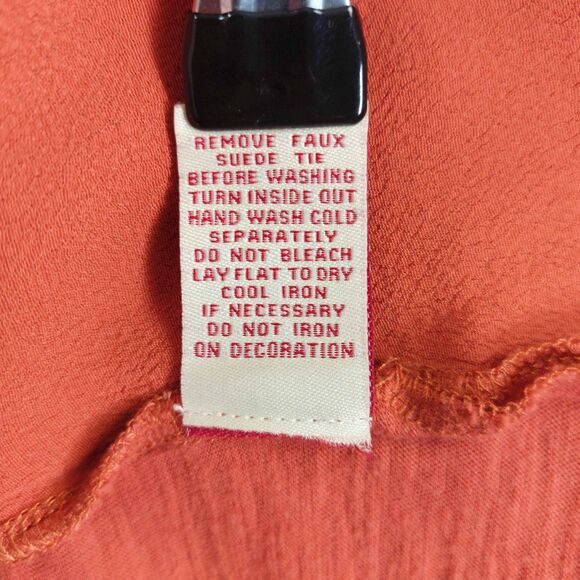 REMOVE FAUX
SUEDE TIE
BEFORE WASHING
TURN INSIDE OUT
HAND WASH COLD
SEPARATELY
DO NOT BLEACH
LAY FLAT TO DRY
COOL IRON
IF NECESSARY
DO NOT IRON
ON DECORATION